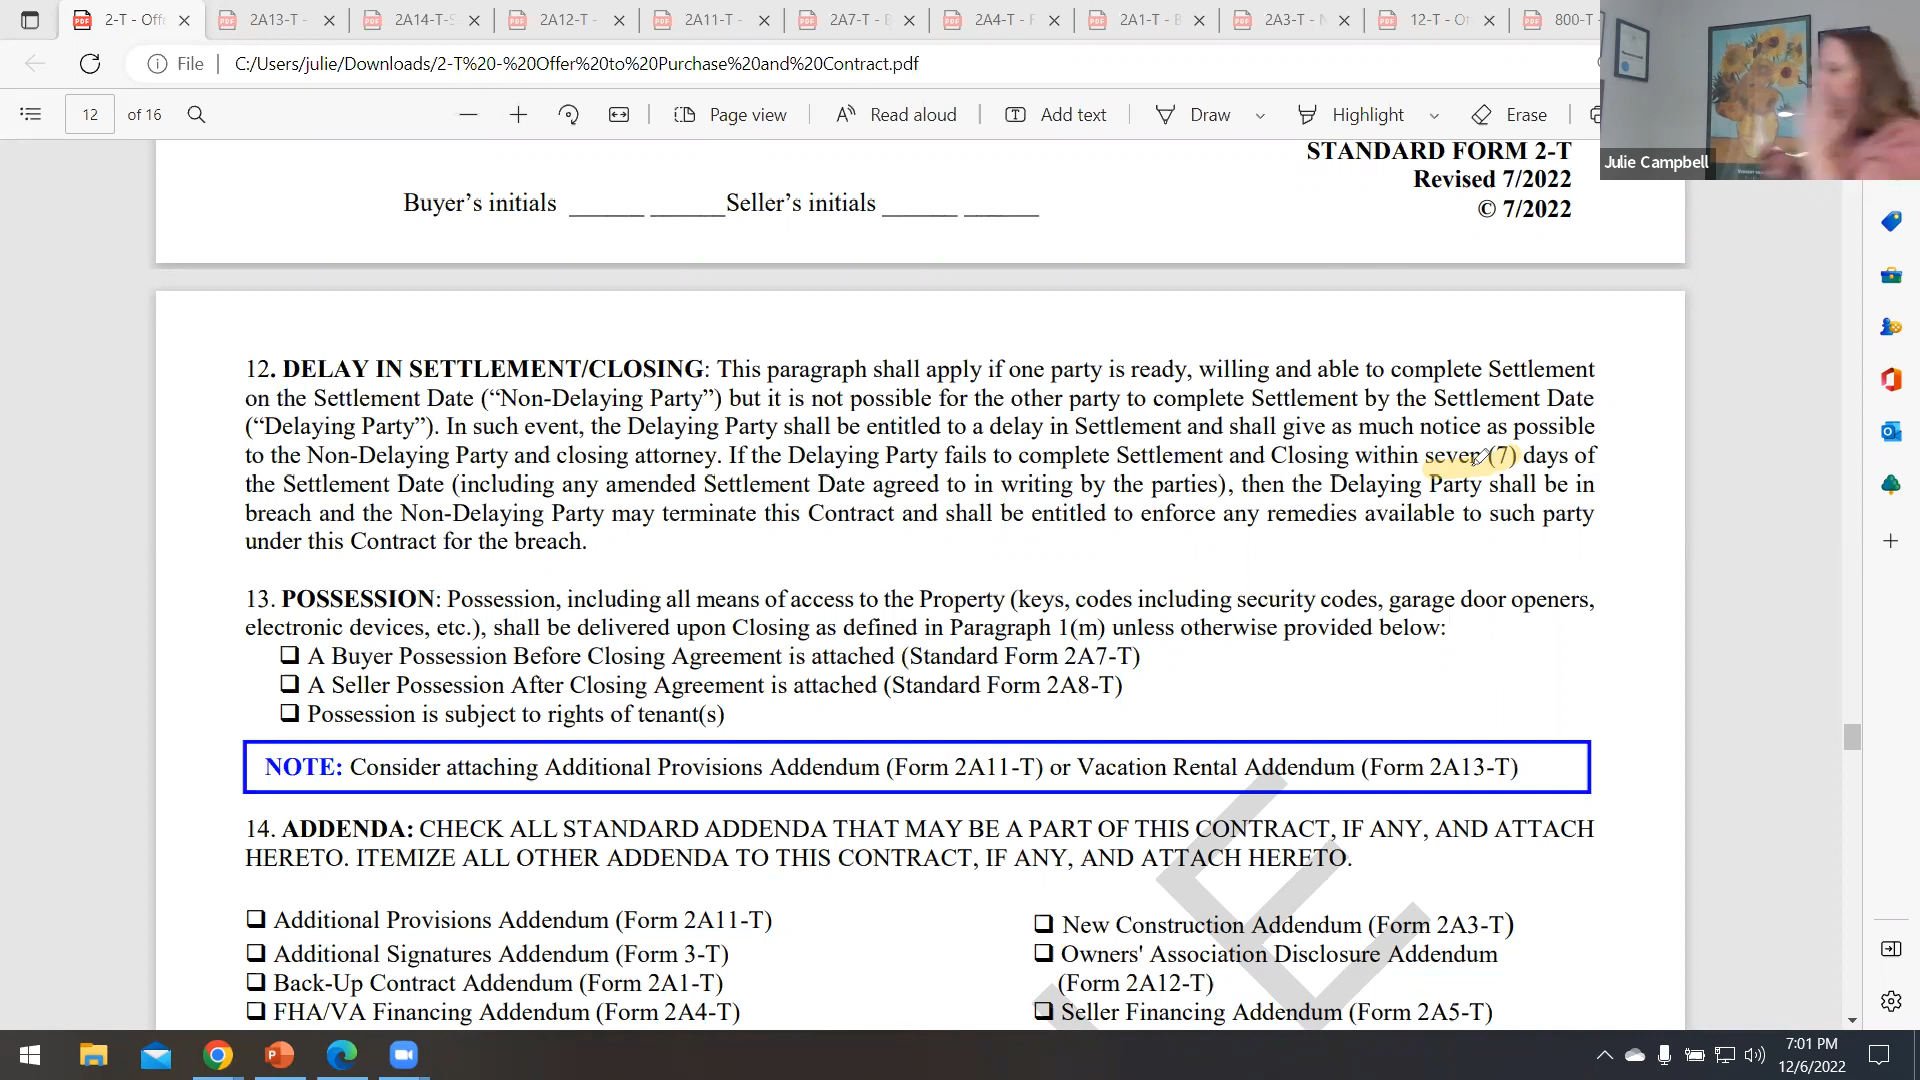 2-T - Off
2A13-T -
2A14-T-S
2A12-T -
2A11-T -
2A7-T - B
2A4-T - F
2A1-T - B
2A3-T - N
12-T - Ow
800-T -
File
C:/Users/julie/Downloads/2-T%20-%20Offer%20to%20Purchase%20and%20Contract.pdf
12 of 16
Page view
Read aloud
Add text
Draw
Highlight
Erase
Julie Campbell
STANDARD FORM 2-T
Revised 7/2022
© 7/2022
Buyer's initials ______ ______ Seller's initials ______ ______
12. DELAY IN SETTLEMENT/CLOSING: This paragraph shall apply if one party is ready, willing and able to complete Settlement
on the Settlement Date (“Non-Delaying Party”) but it is not possible for the other party to complete Settlement by the Settlement Date
(“Delaying Party”). In such event, the Delaying Party shall be entitled to a delay in Settlement and shall give as much notice as possible
to the Non-Delaying Party and closing attorney. If the Delaying Party fails to complete Settlement and Closing within seven (7) days of
the Settlement Date (including any amended Settlement Date agreed to in writing by the parties), then the Delaying Party shall be in
breach and the Non-Delaying Party may terminate this Contract and shall be entitled to enforce any remedies available to such party
under this Contract for the breach.
13. POSSESSION: Possession, including all means of access to the Property (keys, codes including security codes, garage door openers,
electronic devices, etc.), shall be delivered upon Closing as defined in Paragraph 1(m) unless otherwise provided below:
❑ A Buyer Possession Before Closing Agreement is attached (Standard Form 2A7-T)
❑ A Seller Possession After Closing Agreement is attached (Standard Form 2A8-T)
❑ Possession is subject to rights of tenant(s)
NOTE: Consider attaching Additional Provisions Addendum (Form 2A11-T) or Vacation Rental Addendum (Form 2A13-T)
14. ADDENDA: CHECK ALL STANDARD ADDENDA THAT MAY BE A PART OF THIS CONTRACT, IF ANY, AND ATTACH
HERETO. ITEMIZE ALL OTHER ADDENDA TO THIS CONTRACT, IF ANY, AND ATTACH HERETO.
❑ Additional Provisions Addendum (Form 2A11-T)
❑ Additional Signatures Addendum (Form 3-T)
❑ Back-Up Contract Addendum (Form 2A1-T)
❑ FHA/VA Financing Addendum (Form 2A4-T)
❑ New Construction Addendum (Form 2A3-T)
❑ Owners' Association Disclosure Addendum
(Form 2A12-T)
❑ Seller Financing Addendum (Form 2A5-T)
7:01 PM
12/6/2022